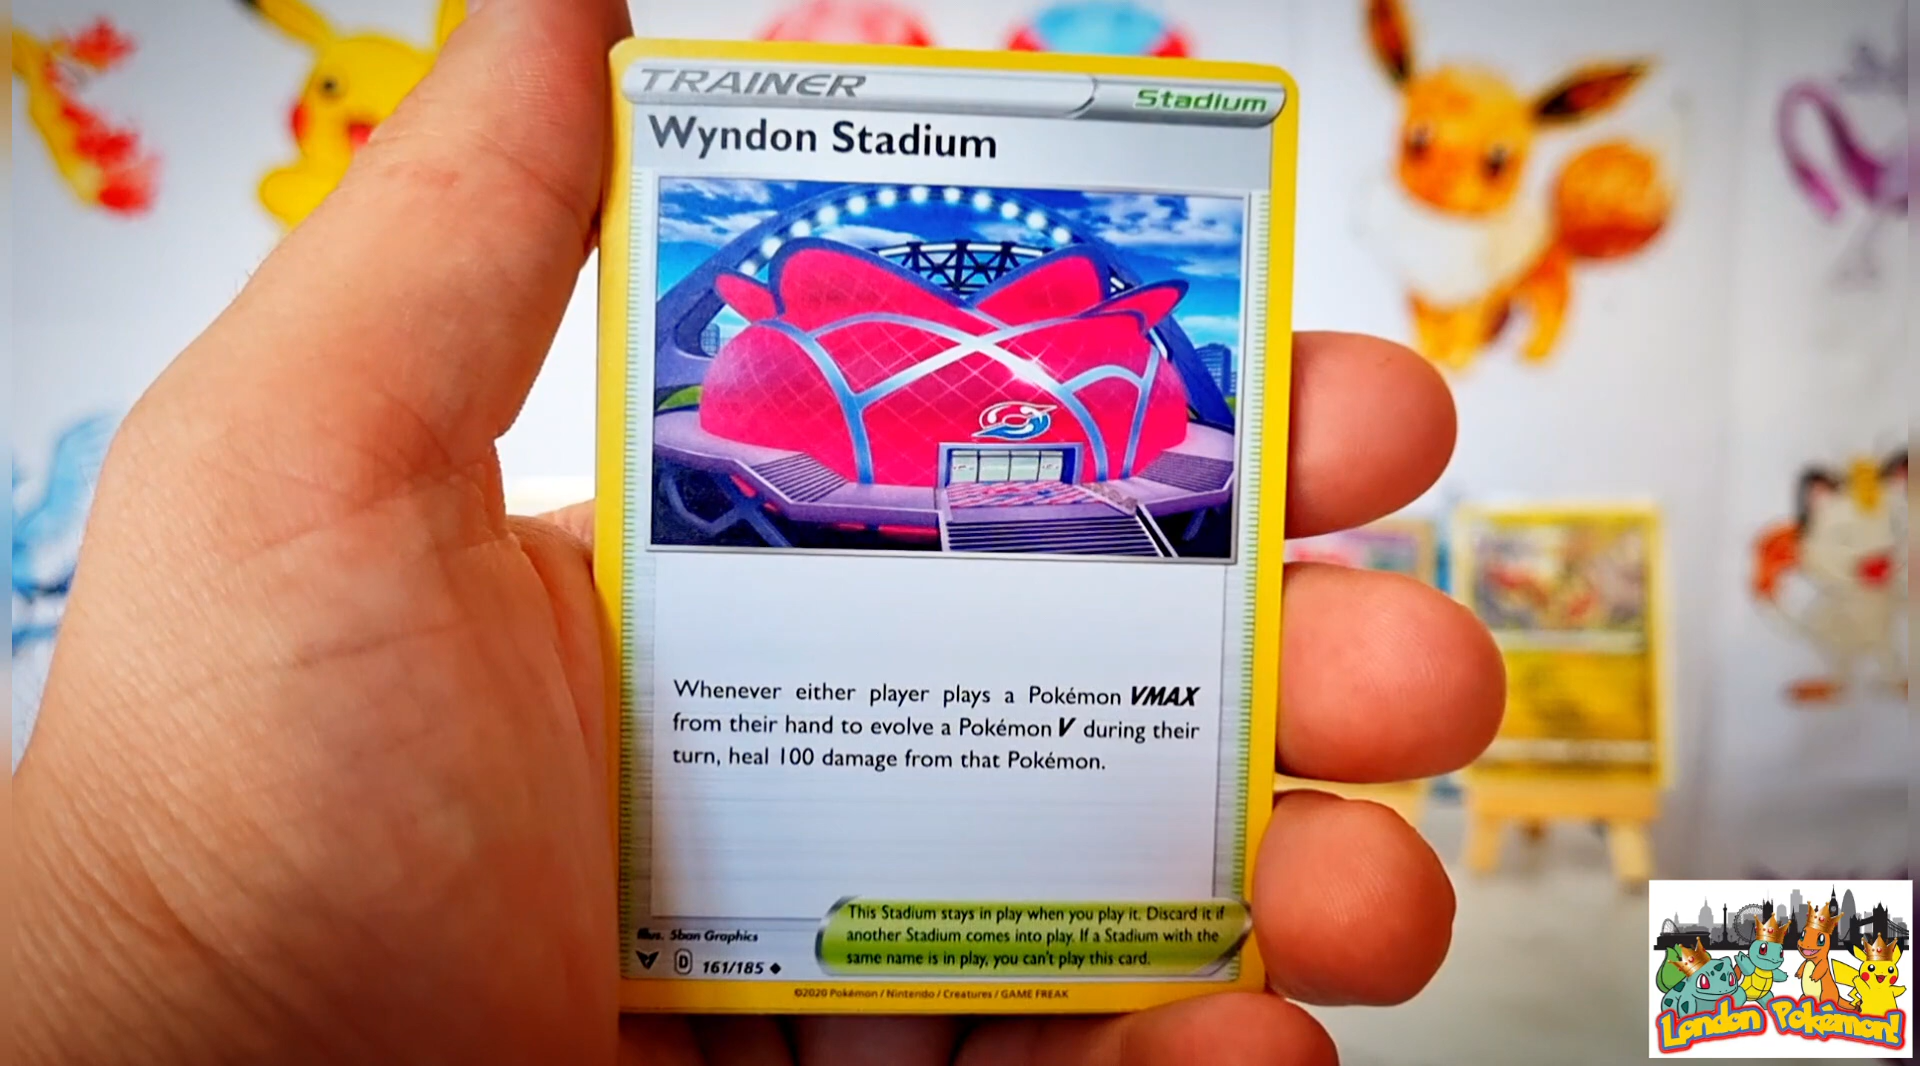 TRAINER
Stadium
Wyndon Stadium
Whenever either player plays a Pokémon VMAX
from their hand to evolve a Pokémon V during their
turn, heal 100 damage from that Pokémon.
This Stadium stays in play when you play it. Discard it if
another Stadium comes into play. If a Stadium with the
same name is in play, you can't play this card.
Illus. 5ban Graphics
D 161/185
©2020 Pokémon / Nintendo / Creatures / GAME FREAK
London Pokémon!